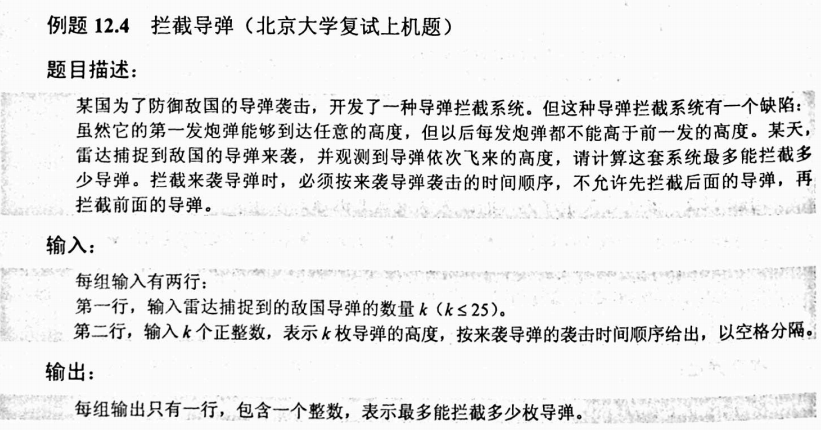 例题 12.4 拦截导弹（北京大学复试上机题）
题目描述：
某国为了防御敌国的导弹袭击，开发了一种导弹拦截系统。但这种导弹拦截系统有一个缺陷：
虽然它的第一发炮弹能够到达任意的高度，但以后每发炮弹都不能高于前一发的高度。某天，
雷达捕捉到敌国的导弹来袭，并观测到导弹依次飞来的高度，请计算这套系统最多能拦截多
少导弹。拦截来袭导弹时，必须按来袭导弹袭击的时间顺序，不允许先拦截后面的导弹，再
拦截前面的导弹。
输入：
每组输入有两行：
第一行，输入雷达捕捉到的敌国导弹的数量 k（k≤25）。
第二行，输入 k 个正整数，表示 k 枚导弹的高度，按来袭导弹的袭击时间顺序给出，以空格分隔。
输出：
每组输出只有一行，包含一个整数，表示最多能拦截多少枚导弹。